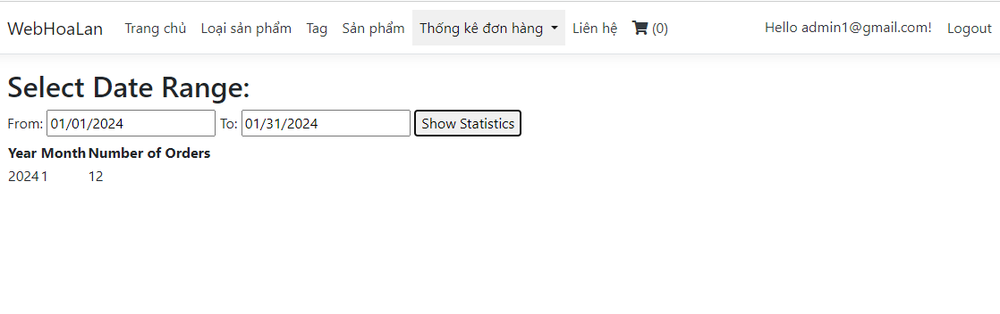 WebHoaLan Trang chủ Loại sản phẩm Tag Sản phẩm Thống kê đơn hàng Liên hệ (0) Hello admin1@gmail.com! Logout
Select Date Range:
From: 01/01/2024 To: 01/31/2024 Show Statistics
Year Month Number of Orders
2024 1 12